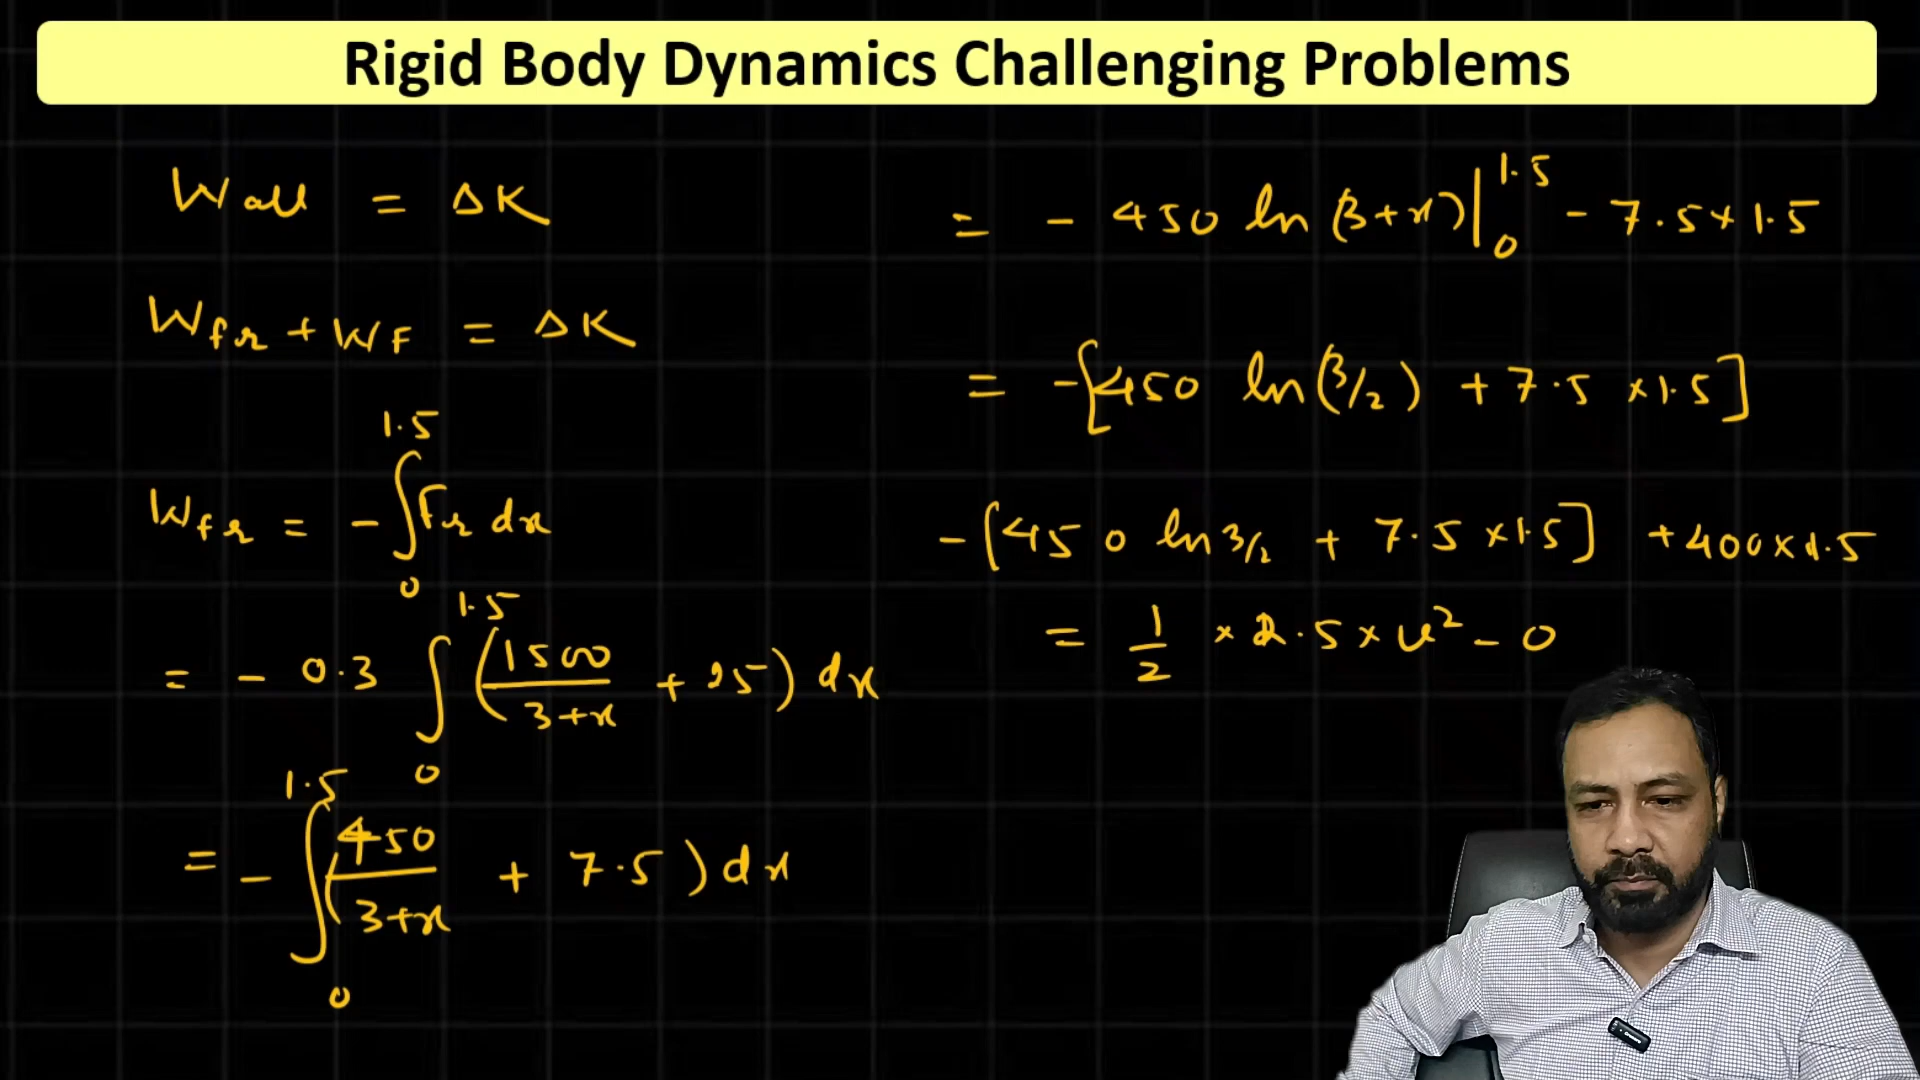 Rigid Body Dynamics Challenging Problems
Wall = ΔK
Wfr + WF = ΔK
Wfr = - ∫₀^1.5 Fr dx
= - 0.3 ∫₀^1.5 (1500/(3+x) + 25) dx
= - ∫₀^1.5 (450/(3+x) + 7.5) dx
= - 450 ln (3+x)|₀^1.5 - 7.5 × 1.5
= -[450 ln (3/2) + 7.5 × 1.5]
- [450 ln 3/2 + 7.5 × 1.5] + 400 × 1.5
= 1/2 × 2.5 × v² - 0